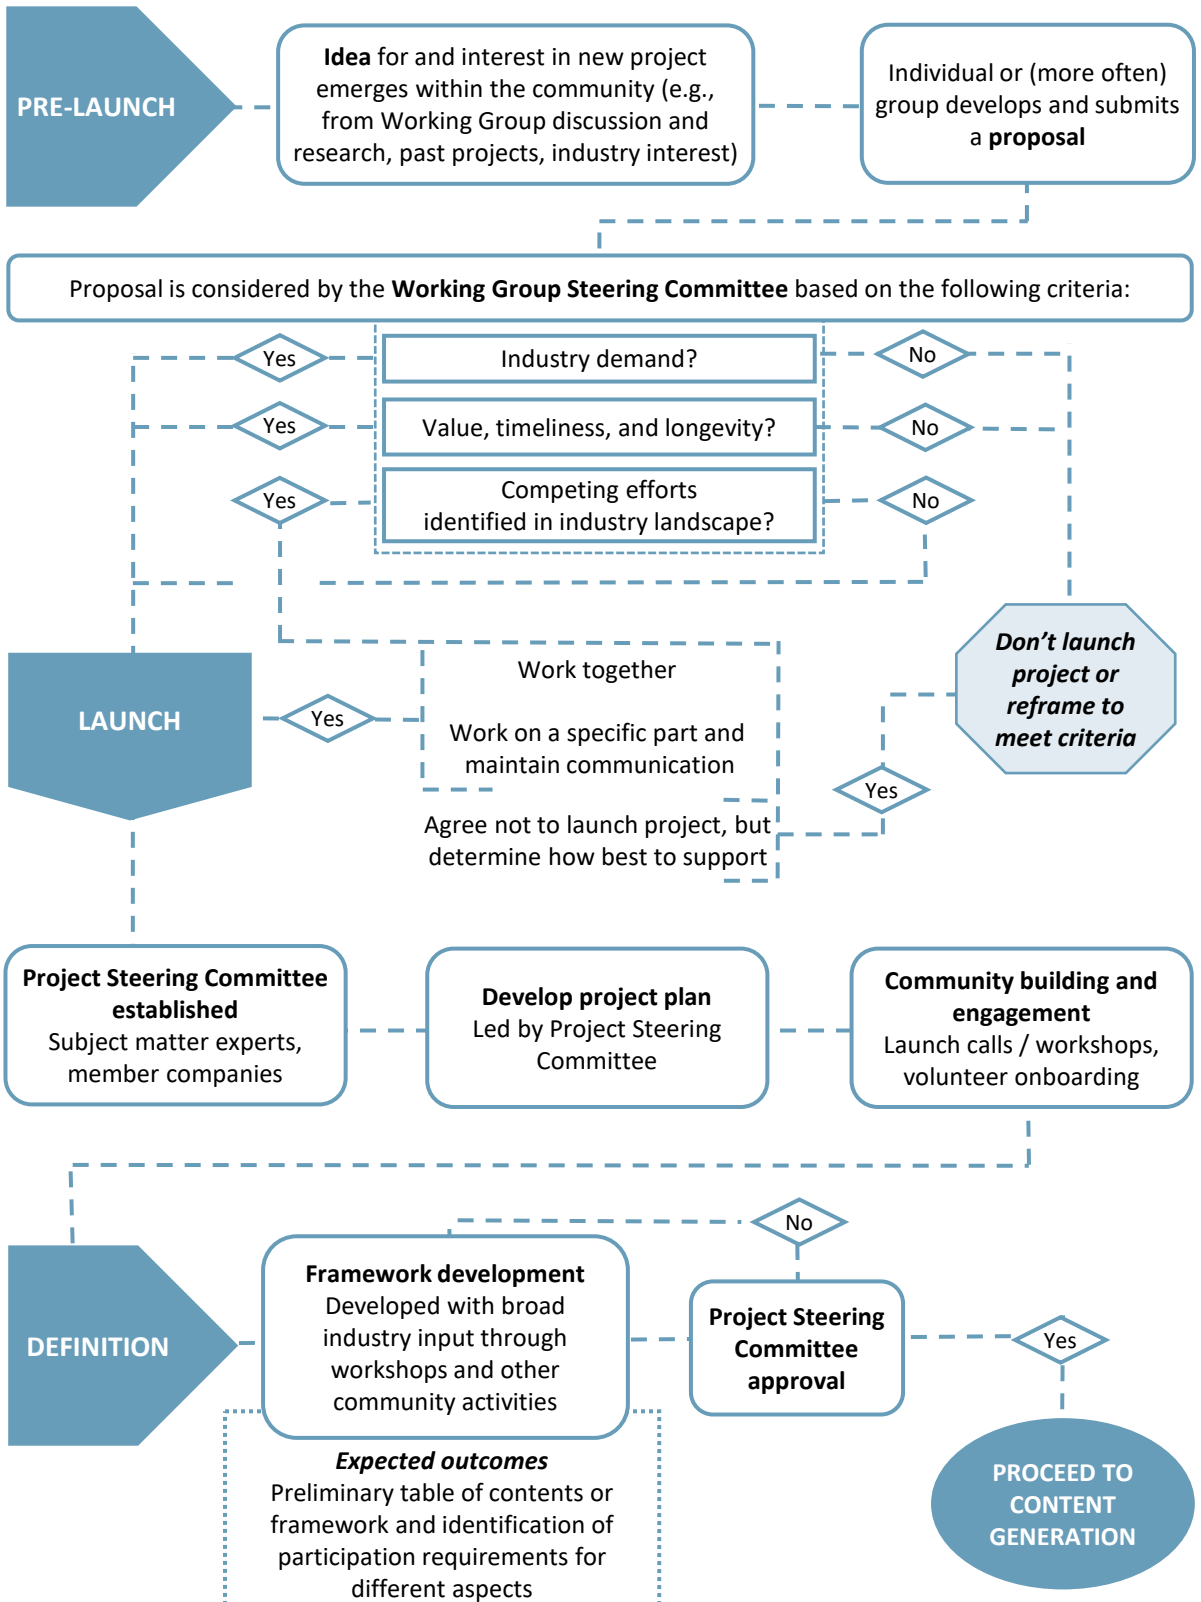 PRE-LAUNCH
Idea for and interest in new project
emerges within the community (e.g.,
from Working Group discussion and
research, past projects, industry interest)
Individual or (more often)
group develops and submits
a proposal
Proposal is considered by the Working Group Steering Committee based on the following criteria:
Yes
Industry demand?
No
Yes
Value, timeliness, and longevity?
No
Yes
Competing efforts
identified in industry landscape?
No
LAUNCH
Yes
Work together
Work on a specific part and
maintain communication
Agree not to launch project, but
determine how best to support
Yes
Don’t launch
project or
reframe to
meet criteria
Project Steering Committee
established
Subject matter experts,
member companies
Develop project plan
Led by Project Steering
Committee
Community building and
engagement
Launch calls / workshops,
volunteer onboarding
DEFINITION
Framework development
Developed with broad
industry input through
workshops and other
community activities
No
Project Steering
Committee
approval
Yes
Expected outcomes
Preliminary table of contents or
framework and identification of
participation requirements for
different aspects
PROCEED TO
CONTENT
GENERATION